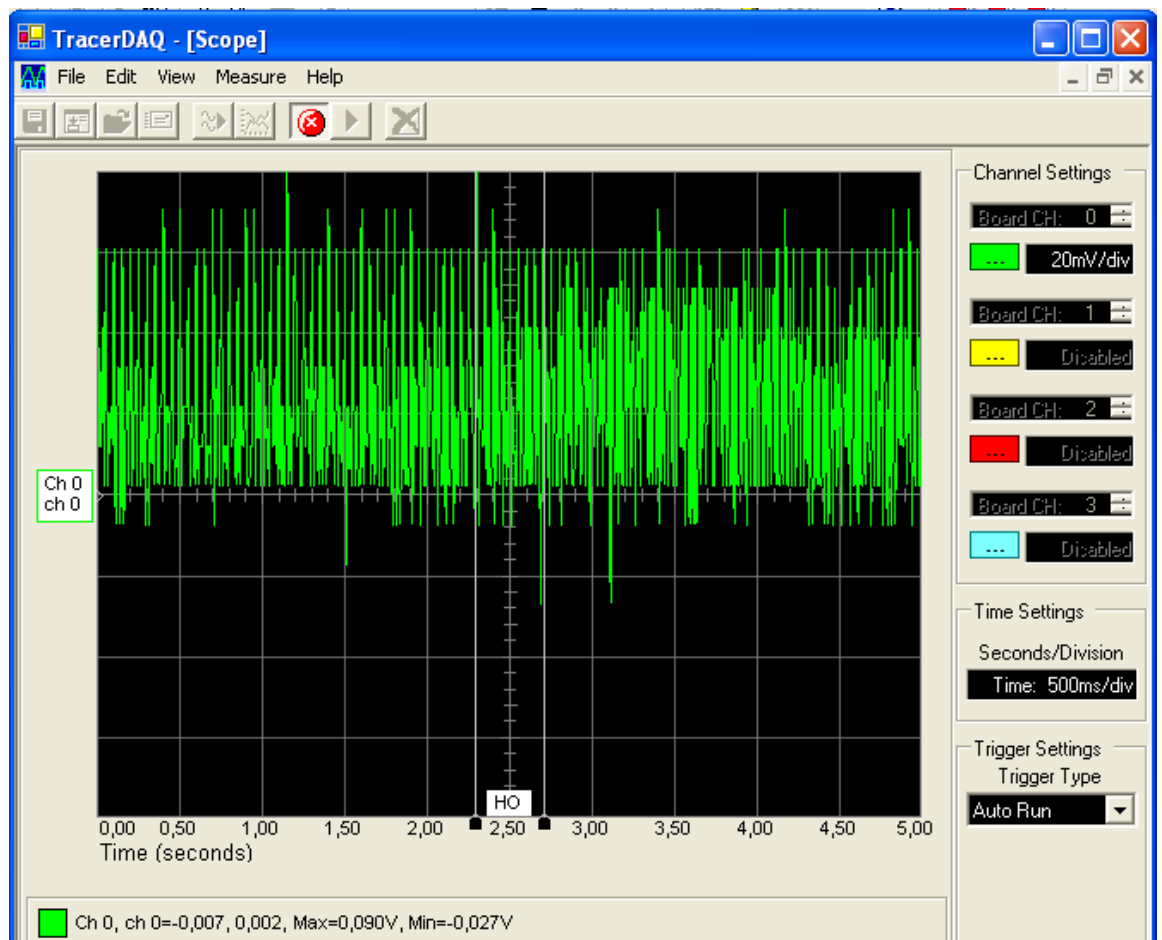 TracerDAQ - [Scope]
File Edit View Measure Help
Channel Settings
Board CH: 0
... 20mV/div
Board CH: 1
... Disabled
Board CH: 2
... Disabled
Board CH: 3
... Disabled
Ch 0
ch 0
Time Settings
Seconds/Division
Time: 500ms/div
Trigger Settings
Trigger Type
Auto Run
HO
0,00 0,50 1,00 1,50 2,00 2,50 3,00 3,50 4,00 4,50 5,00
Time (seconds)
Ch 0, ch 0=-0,007, 0,002, Max=0,090V, Min=-0,027V